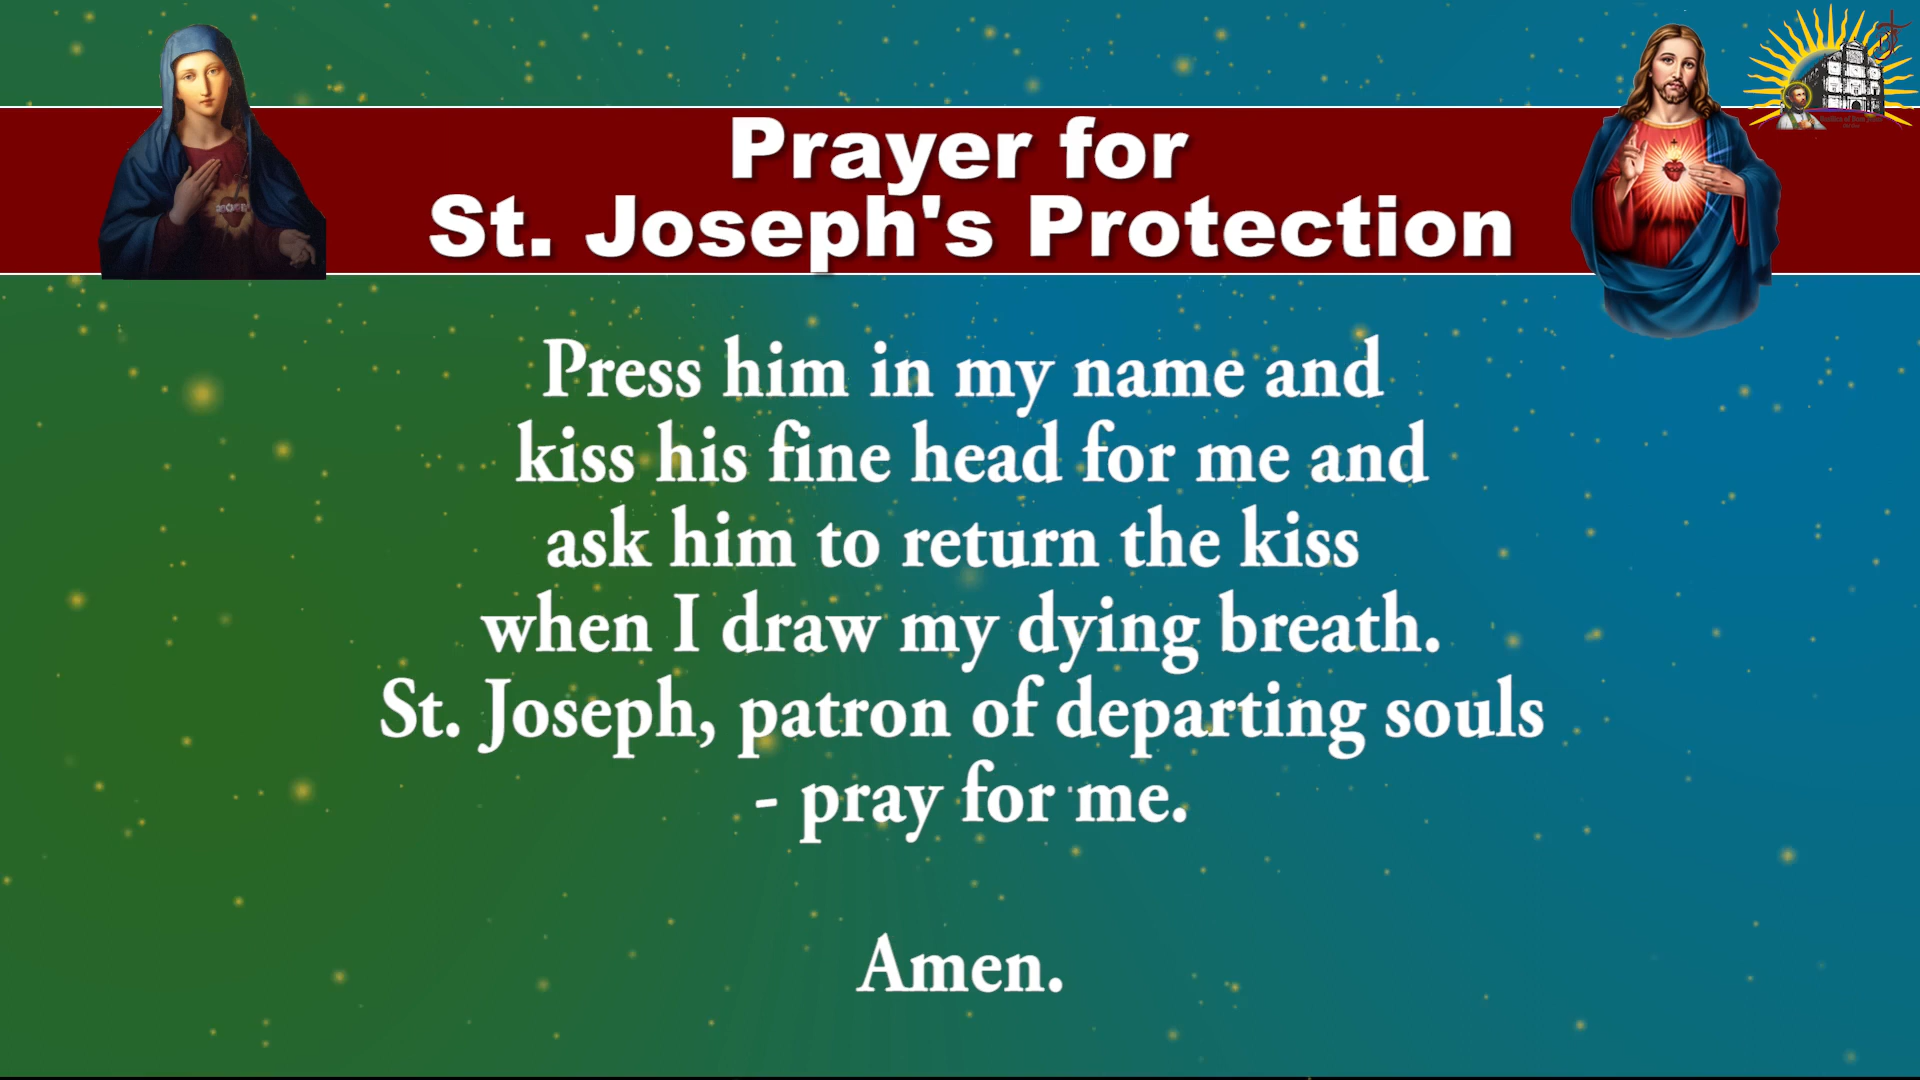 Prayer for
St. Joseph's Protection
Press him in my name and
kiss his fine head for me and
ask him to return the kiss
when I draw my dying breath.
St. Joseph, patron of departing souls
- pray for me.
Amen.